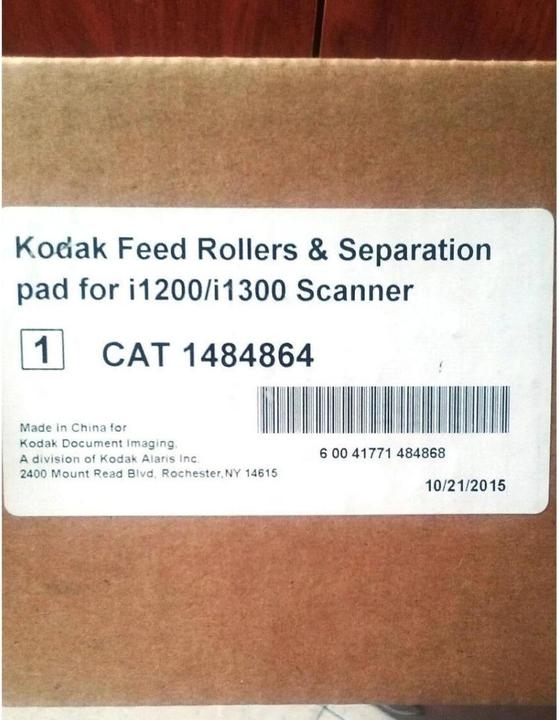 Kodak Feed Rollers & Separation
pad for i1200/i1300 Scanner
1 CAT 1484864
Made in China for
Kodak Document Imaging,
A division of Kodak Alaris Inc.
2400 Mount Read Blvd, Rochester,NY 14615
6 00 41771 484868
10/21/2015